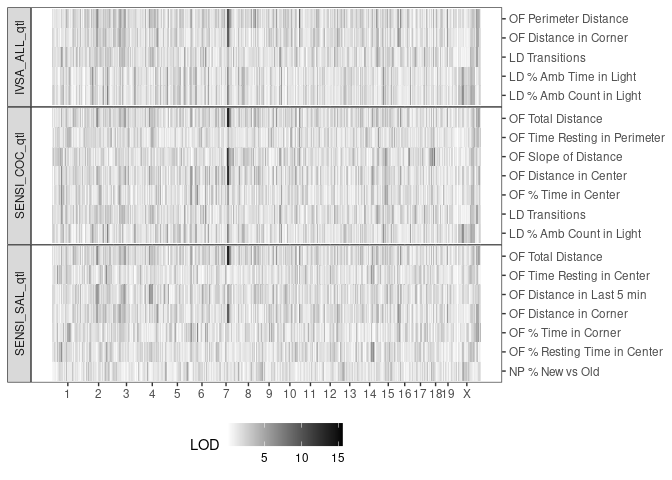 IVSA_ALL_qtl
OF Perimeter Distance
OF Distance in Corner
LD Transitions
LD % Amb Time in Light
LD % Amb Count in Light
SENSI_COC_qtl
OF Total Distance
OF Time Resting in Perimeter
OF Slope of Distance
OF Distance in Center
OF % Time in Center
LD Transitions
LD % Amb Count in Light
SENSI_SAL_qtl
OF Total Distance
OF Time Resting in Center
OF Distance in Last 5 min
OF Distance in Corner
OF % Time in Corner
OF % Resting Time in Center
NP % New vs Old
1 2 3 4 5 6 7 8 9 10 11 12 13 14 15 16 17 18 19 X
LOD
5 10 15